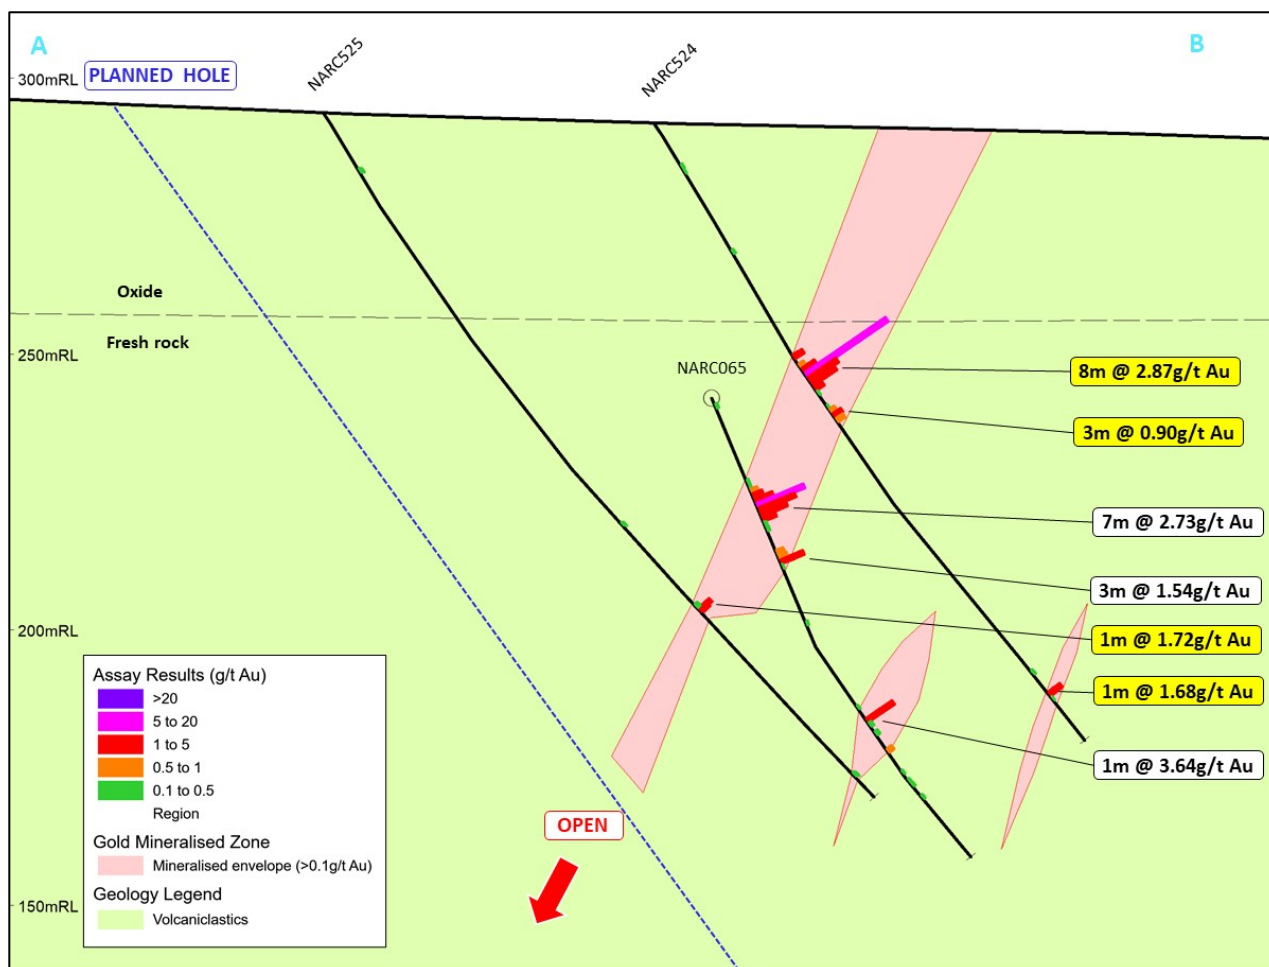 A
B
NARC525
NARC524
300mRL
PLANNED HOLE
Oxide
Fresh rock
250mRL
NARC065
8m @ 2.87g/t Au
3m @ 0.90g/t Au
7m @ 2.73g/t Au
3m @ 1.54g/t Au
200mRL
1m @ 1.72g/t Au
1m @ 1.68g/t Au
1m @ 3.64g/t Au
Assay Results (g/t Au)
>20
5 to 20
1 to 5
0.5 to 1
0.1 to 0.5
Region
Gold Mineralised Zone
Mineralised envelope (>0.1g/t Au)
Geology Legend
Volcaniclastics
OPEN
150mRL